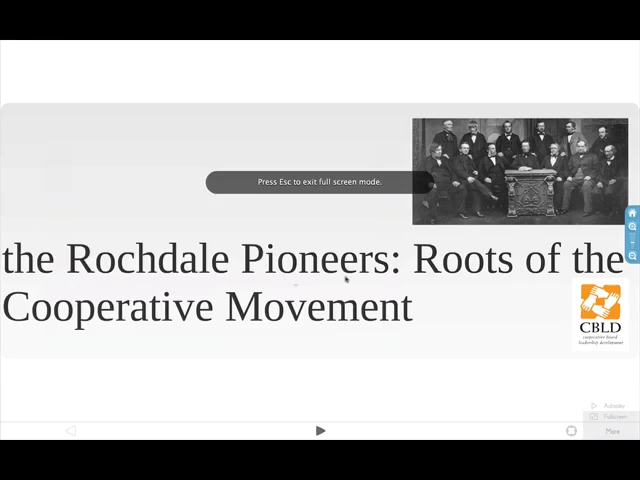 Press Esc to exit full screen mode.
the Rochdale Pioneers: Roots of the
Cooperative Movement
CBLD
cooperative board
leadership development
Autoplay
Fullscreen
More